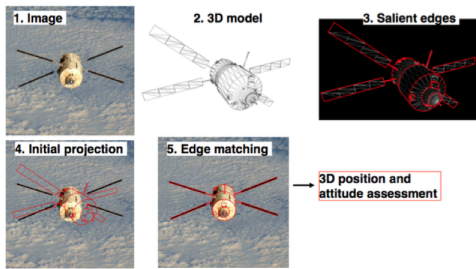 1. Image
2. 3D model
3. Salient edges
4. Initial projection
5. Edge matching
3D position and
attitude assessment